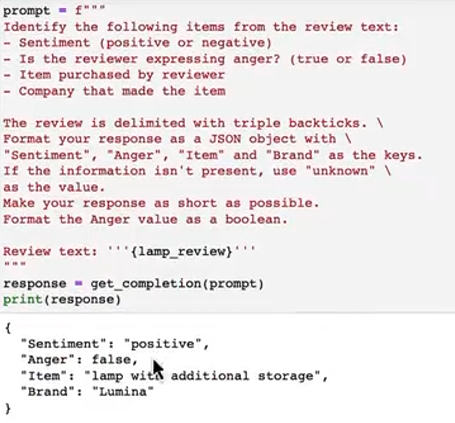 prompt = f"""
Identify the following items from the review text:
- Sentiment (positive or negative)
- Is the reviewer expressing anger? (true or false)
- Item purchased by reviewer
- Company that made the item

The review is delimited with triple backticks. \
Format your response as a JSON object with \
"Sentiment", "Anger", "Item" and "Brand" as the keys.
If the information isn't present, use "unknown" \
as the value.
Make your response as short as possible.
Format the Anger value as a boolean.

Review text: '''{lamp_review}'''
"""
response = get_completion(prompt)
print(response)

{
  "Sentiment": "positive",
  "Anger": false,
  "Item": "lamp with additional storage",
  "Brand": "Lumina"
}